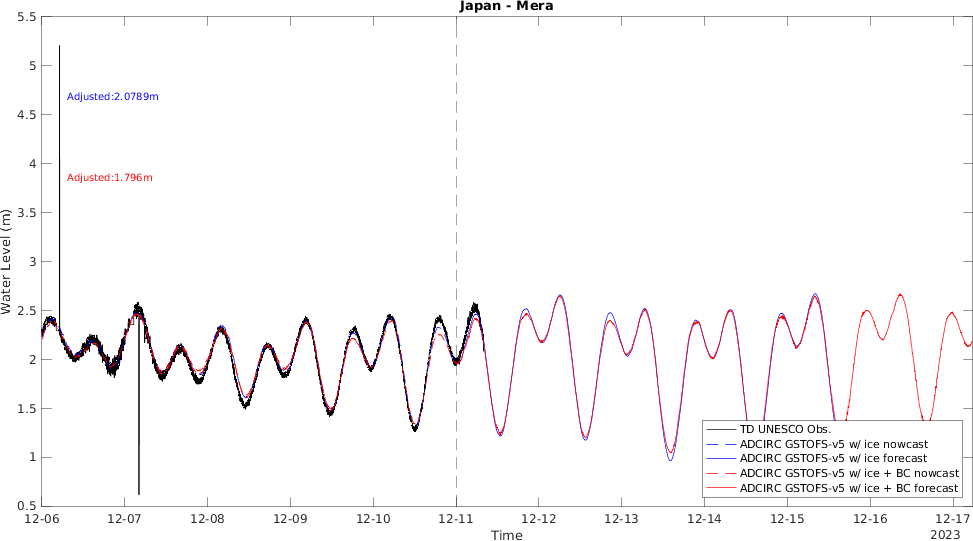 Japan - Mera
5.5
5
4.5
4
3.5
3
2.5
2
1.5
1
0.5
Water Level (m)
Adjusted:2.0789m
Adjusted:1.796m
TD UNESCO Obs.
ADCIRC GSTOFS-v5 w/ ice nowcast
ADCIRC GSTOFS-v5 w/ ice forecast
ADCIRC GSTOFS-v5 w/ ice + BC nowcast
ADCIRC GSTOFS-v5 w/ ice + BC forecast
12-06 12-07 12-08 12-09 12-10 12-11 12-12 12-13 12-14 12-15 12-16 12-17
Time
2023